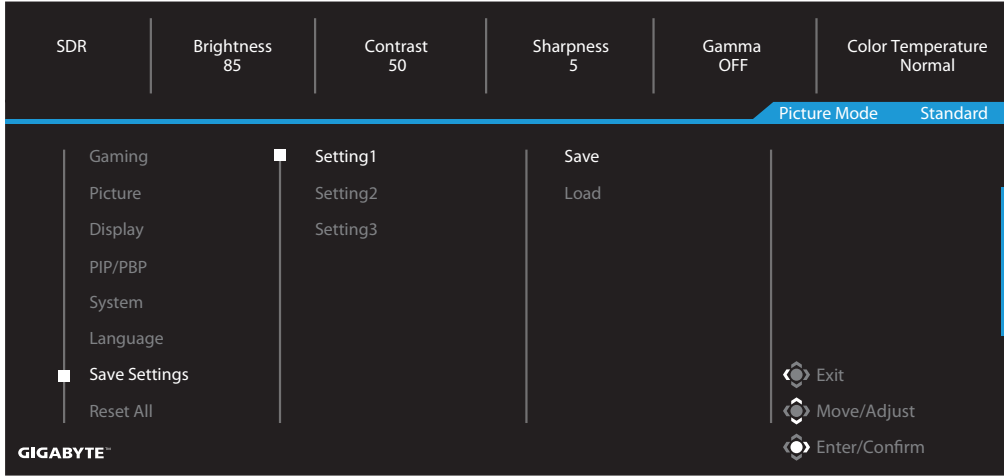 SDR
Brightness
85
Contrast
50
Sharpness
5
Gamma
OFF
Color Temperature
Normal
Picture Mode Standard
Gaming
Picture
Display
PIP/PBP
System
Language
Save Settings
Reset All
Setting1
Setting2
Setting3
Save
Load
Exit
Move/Adjust
Enter/Confirm
GIGABYTE™